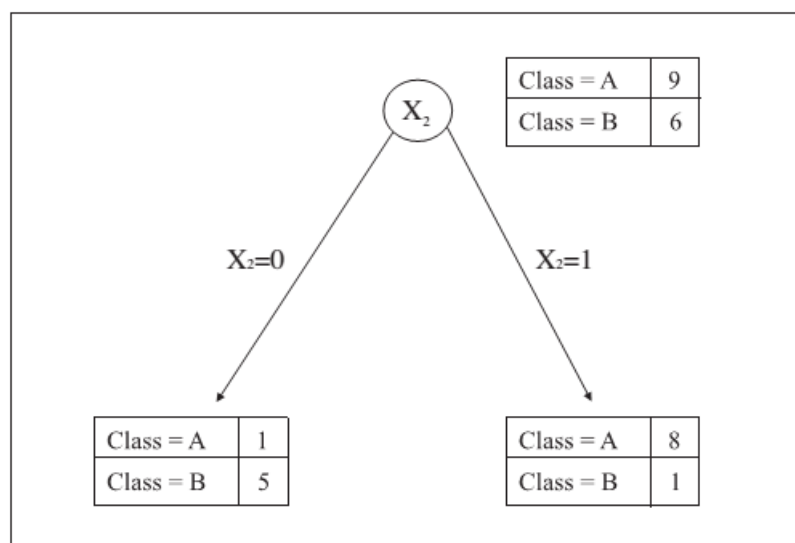 Class = A 9
X₂
Class = B 6
X₂=0 X₂=1
Class = A 1 Class = A 8
Class = B 5 Class = B 1